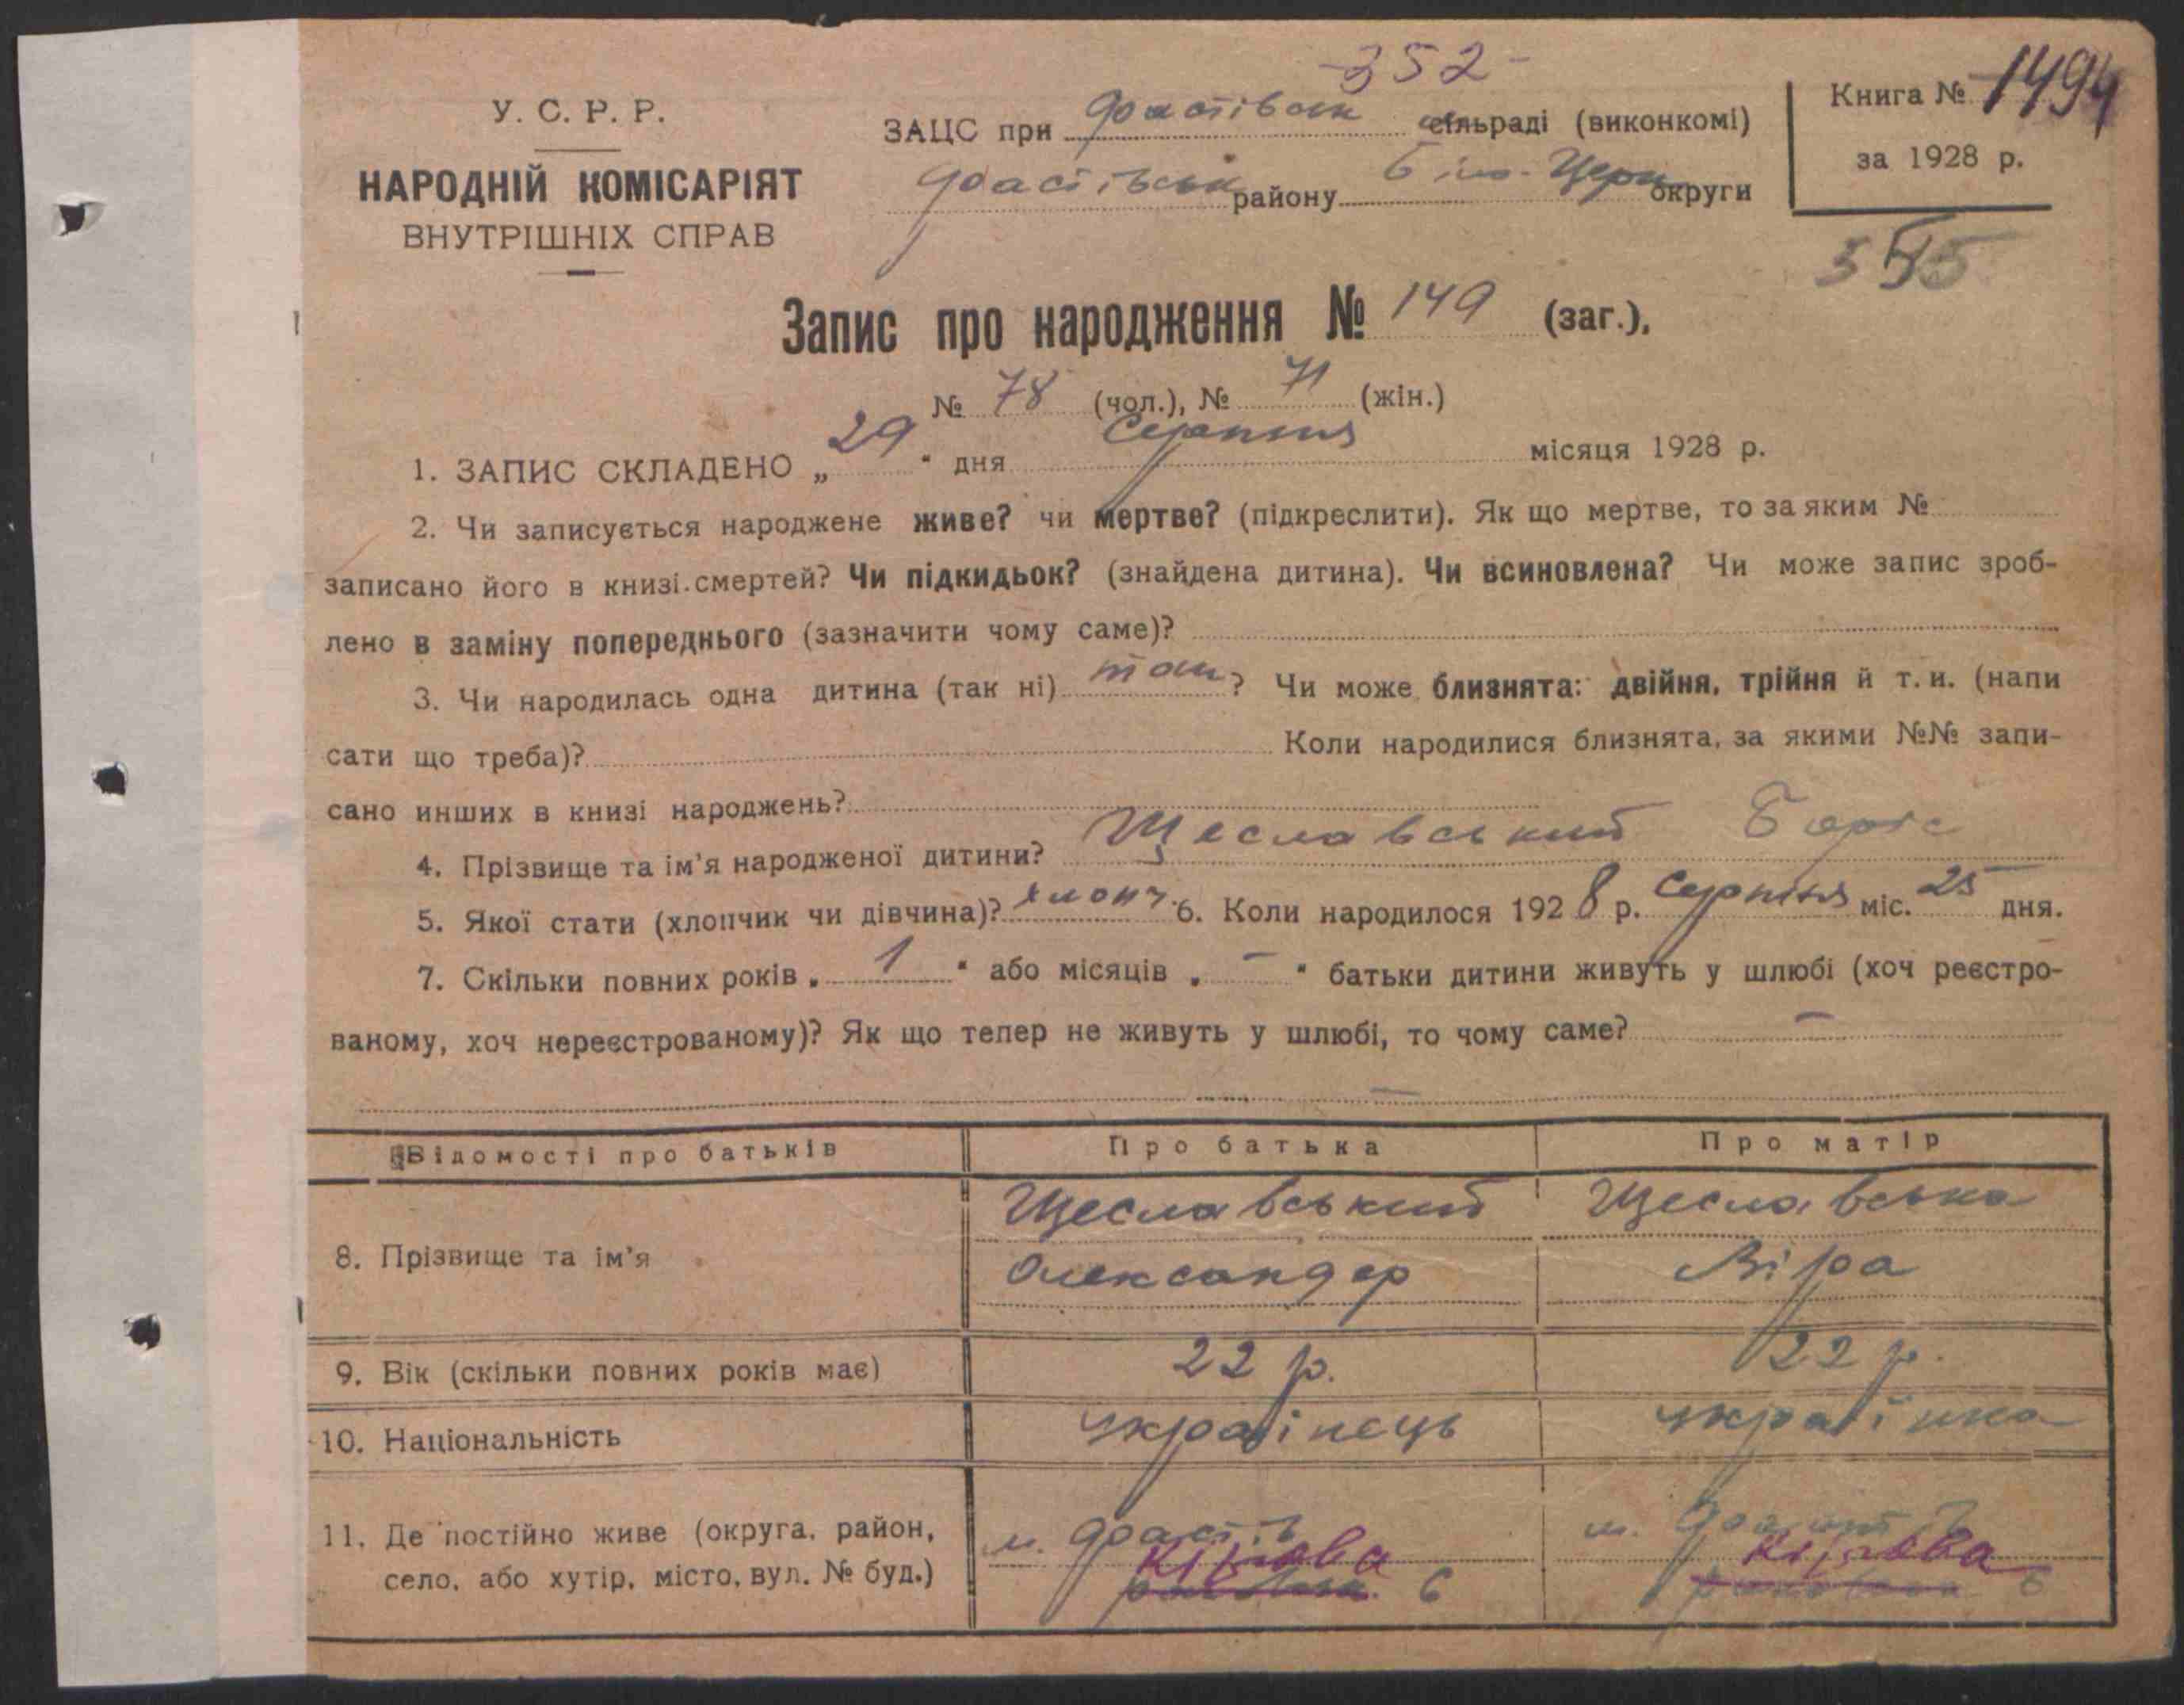 -352-
У. С. Р. Р.
НАРОДНІЙ КОМІСАРІЯТ
ВНУТРІШНІХ СПРАВ
ЗАЦС при Фастівськ сільраді (виконкомі)
Фастівськ району Біло-Церк округи
Книга № 1494
за 1928 р.
Запис про народження № 149 (заг.),
№ 78 (чол.), № 71 (жін.)
1. ЗАПИС СКЛАДЕНО „29“ дня Серпня місяця 1928 р.
2. Чи записується народжене живе? чи мертве? (підкреслити). Як що мертве, то за яким №
записано його в книзі смертей? Чи підкидьок? (знайдена дитина). Чи всиновлена? Чи може запис зроб-
лено в заміну попереднього (зазначити чому саме)?
3. Чи народилась одна дитина (так ні) так? Чи може близнята: двійня, трійня й т. и. (напи
сати що треба)? Коли народилися близнята, за якими №№ запи-
сано инших в книзі народжень?
4. Прізвище та ім'я народженої дитини? Щеславський Боріс
5. Якої стати (хлопчик чи дівчина)? хлопч. 6. Коли народилося 1928 р. Серпня міс. 25 дня.
7. Скільки повних років „ 1 “ або місяців „ - “ батьки дитини живуть у шлюбі (хоч реєстро-
ваному, хоч нереєстрованому)? Як що тепер не живуть у шлюбі, то чому саме? —
—
Відомості про батьків Про батька Про матір
8. Прізвище та ім'я Щеславський Щеславська
Олександер Віра
9. Вік (скільки повних років має) 22 р. 22 р.
10. Національність українець українка
11. Де постійно живе (округа, район, м. Фастів м. Фастів
село, або хутір, місто, вул. № буд.) Кірова 6 Кірова 6